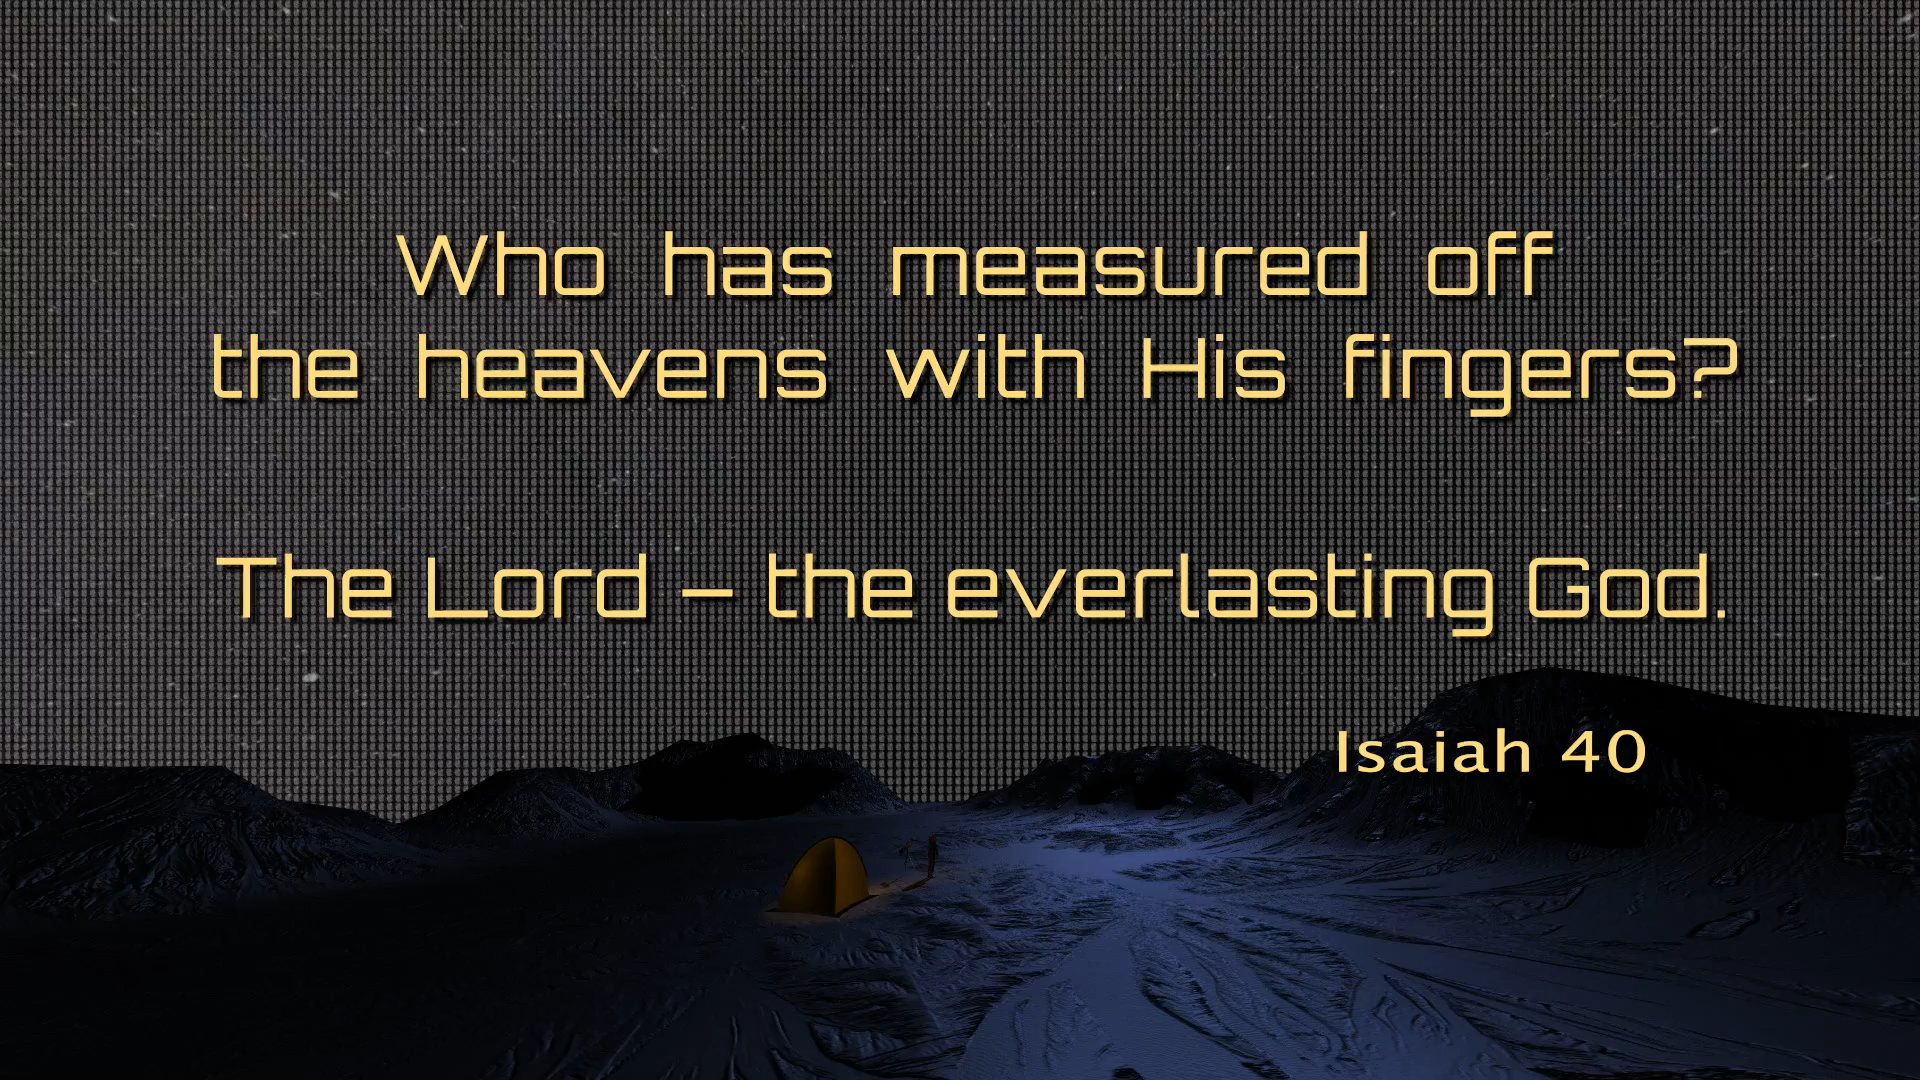 Who has measured off
the heavens with His fingers?
The Lord – the everlasting God.
Isaiah 40